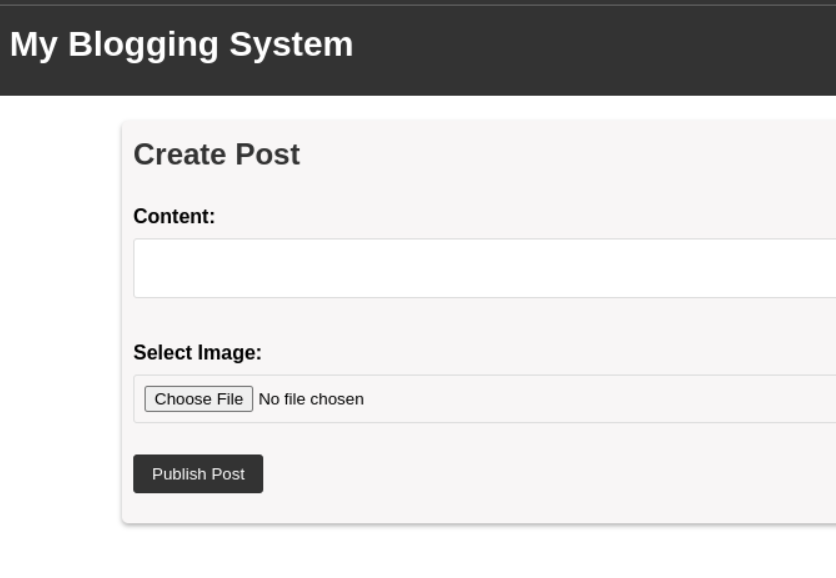 My Blogging System
Create Post
Content:
Select Image:
Choose File No file chosen
Publish Post